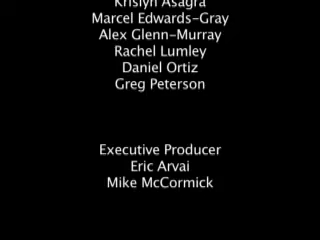 Krislyn Asagra
Marcel Edwards-Gray
Alex Glenn-Murray
Rachel Lumley
Daniel Ortiz
Greg Peterson
Executive Producer
Eric Arvai
Mike McCormick